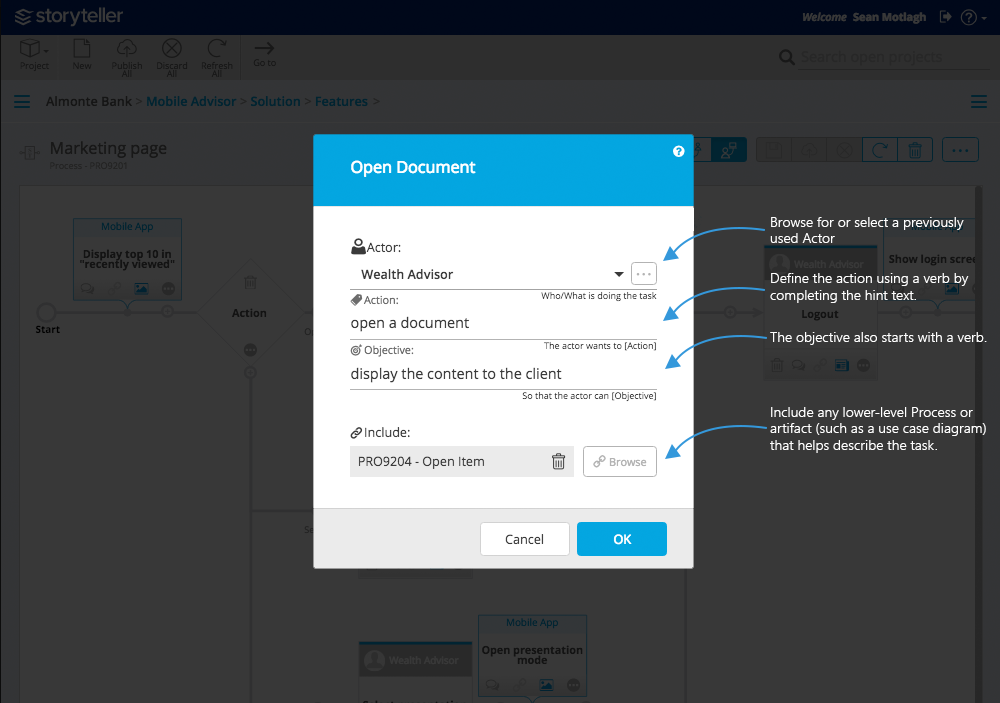 storyteller
Welcome Sean Motlagh
Project
New
Publish All
Discard All
Refresh All
Go to
Search open projects
Almonte Bank > Mobile Advisor > Solution > Features >
Marketing page
Process - PRO9201
Open Document
Actor:
Wealth Advisor
Who/What is doing the task
Action:
open a document
The actor wants to [Action]
Objective:
display the content to the client
So that the actor can [Objective]
Include:
PRO9204 - Open Item
Browse
Cancel
OK
Browse for or select a previously
used Actor
Define the action using a verb by
completing the hint text.
The objective also starts with a verb.
Include any lower-level Process or
artifact (such as a use case diagram)
that helps describe the task.
Mobile App
Display top 10 in
"recently viewed"
Start
Action
Wealth Advisor
Logout
Show login scree
Wealth Advisor
Mobile App
Open presentation
mode